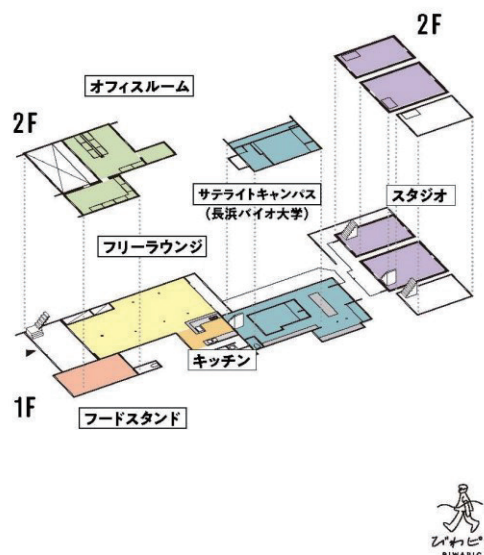 2F
オフィスルーム
2F
サテライトキャンパス
(長浜バイオ大学)
スタジオ
フリーラウンジ
キッチン
1F
フードスタンド
びわピ
BIWAPIC